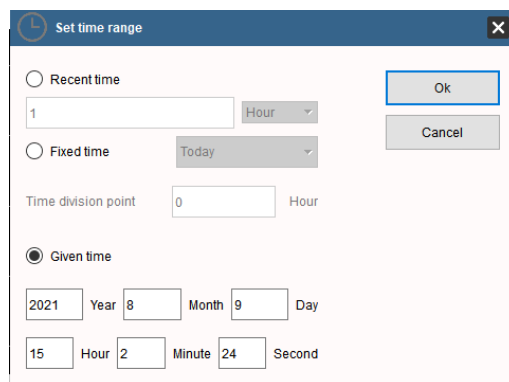 Set time range
Recent time
Ok
1 Hour
Cancel
Fixed time Today
Time division point 0 Hour
Given time
2021 Year 8 Month 9 Day
15 Hour 2 Minute 24 Second